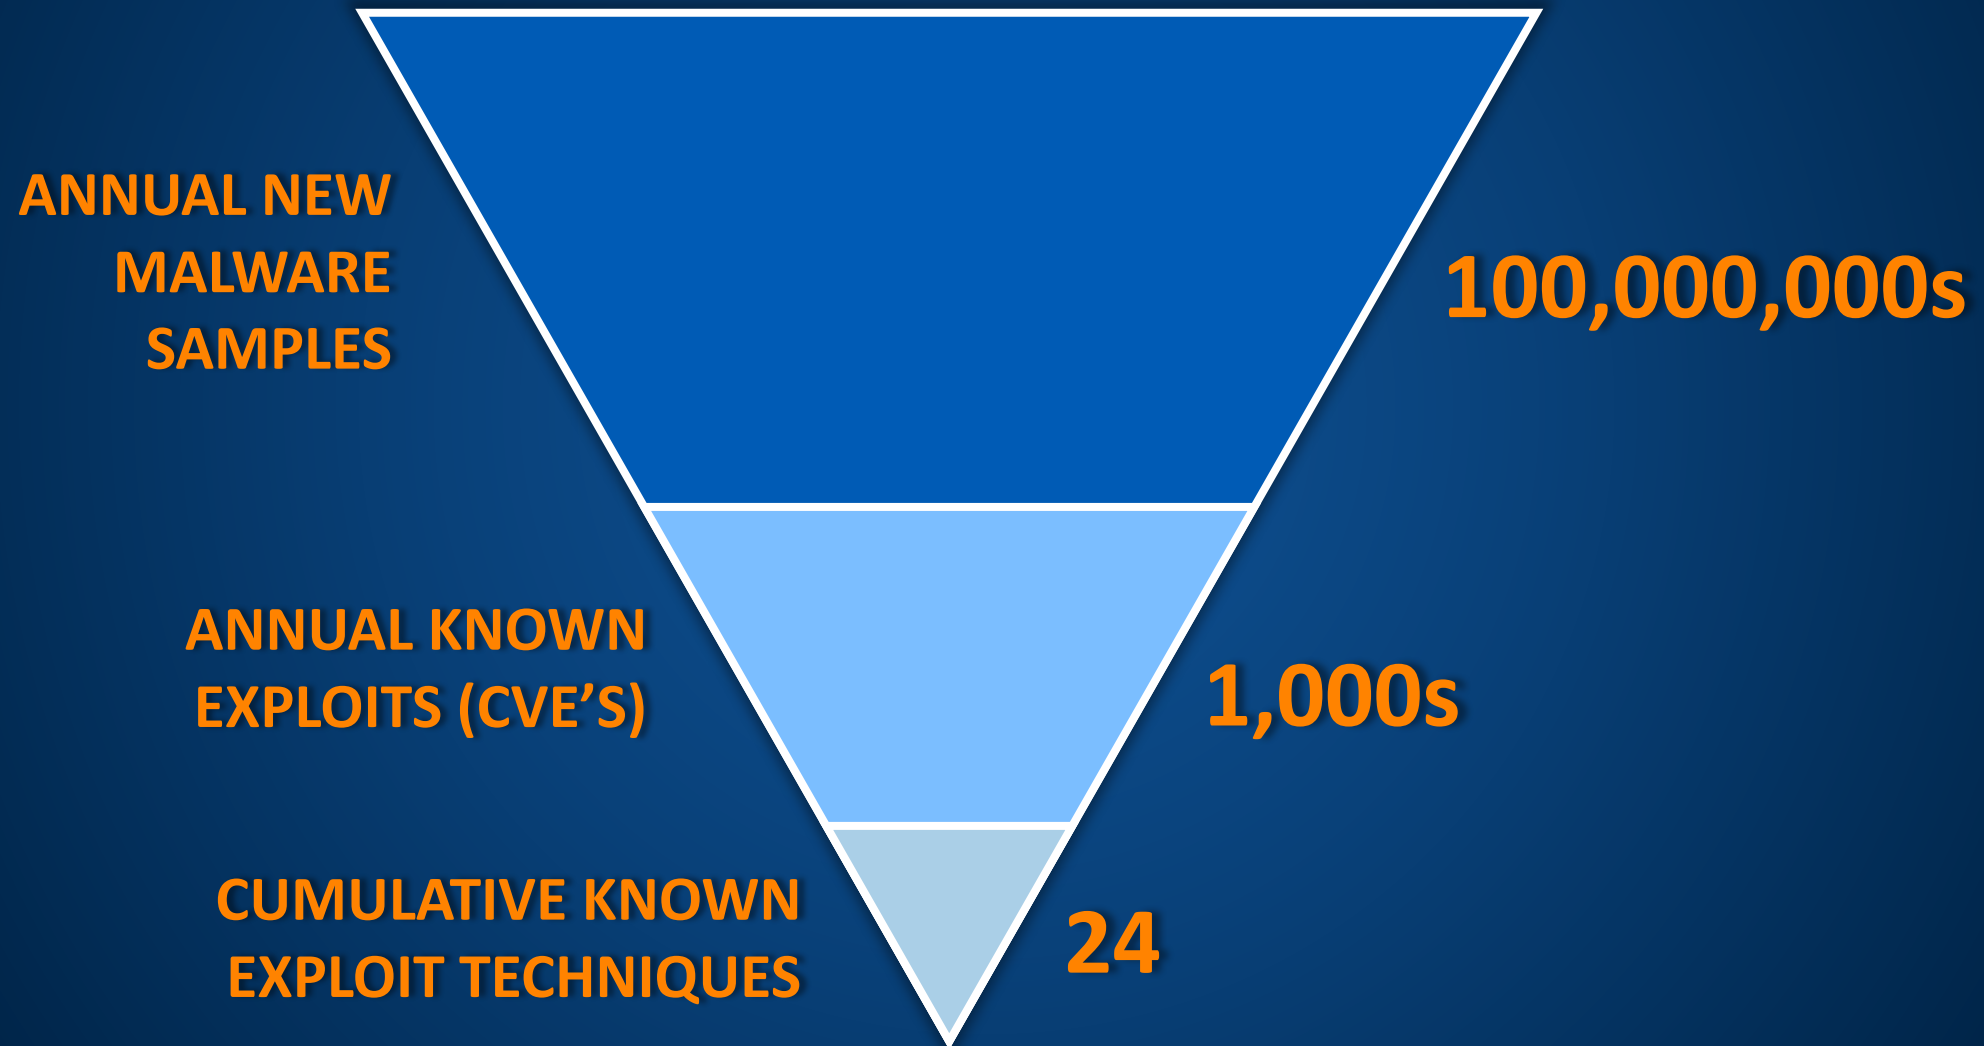 ANNUAL NEW
MALWARE
SAMPLES
100,000,000s
ANNUAL KNOWN
EXPLOITS (CVE’S)
1,000s
CUMULATIVE KNOWN
EXPLOIT TECHNIQUES
24